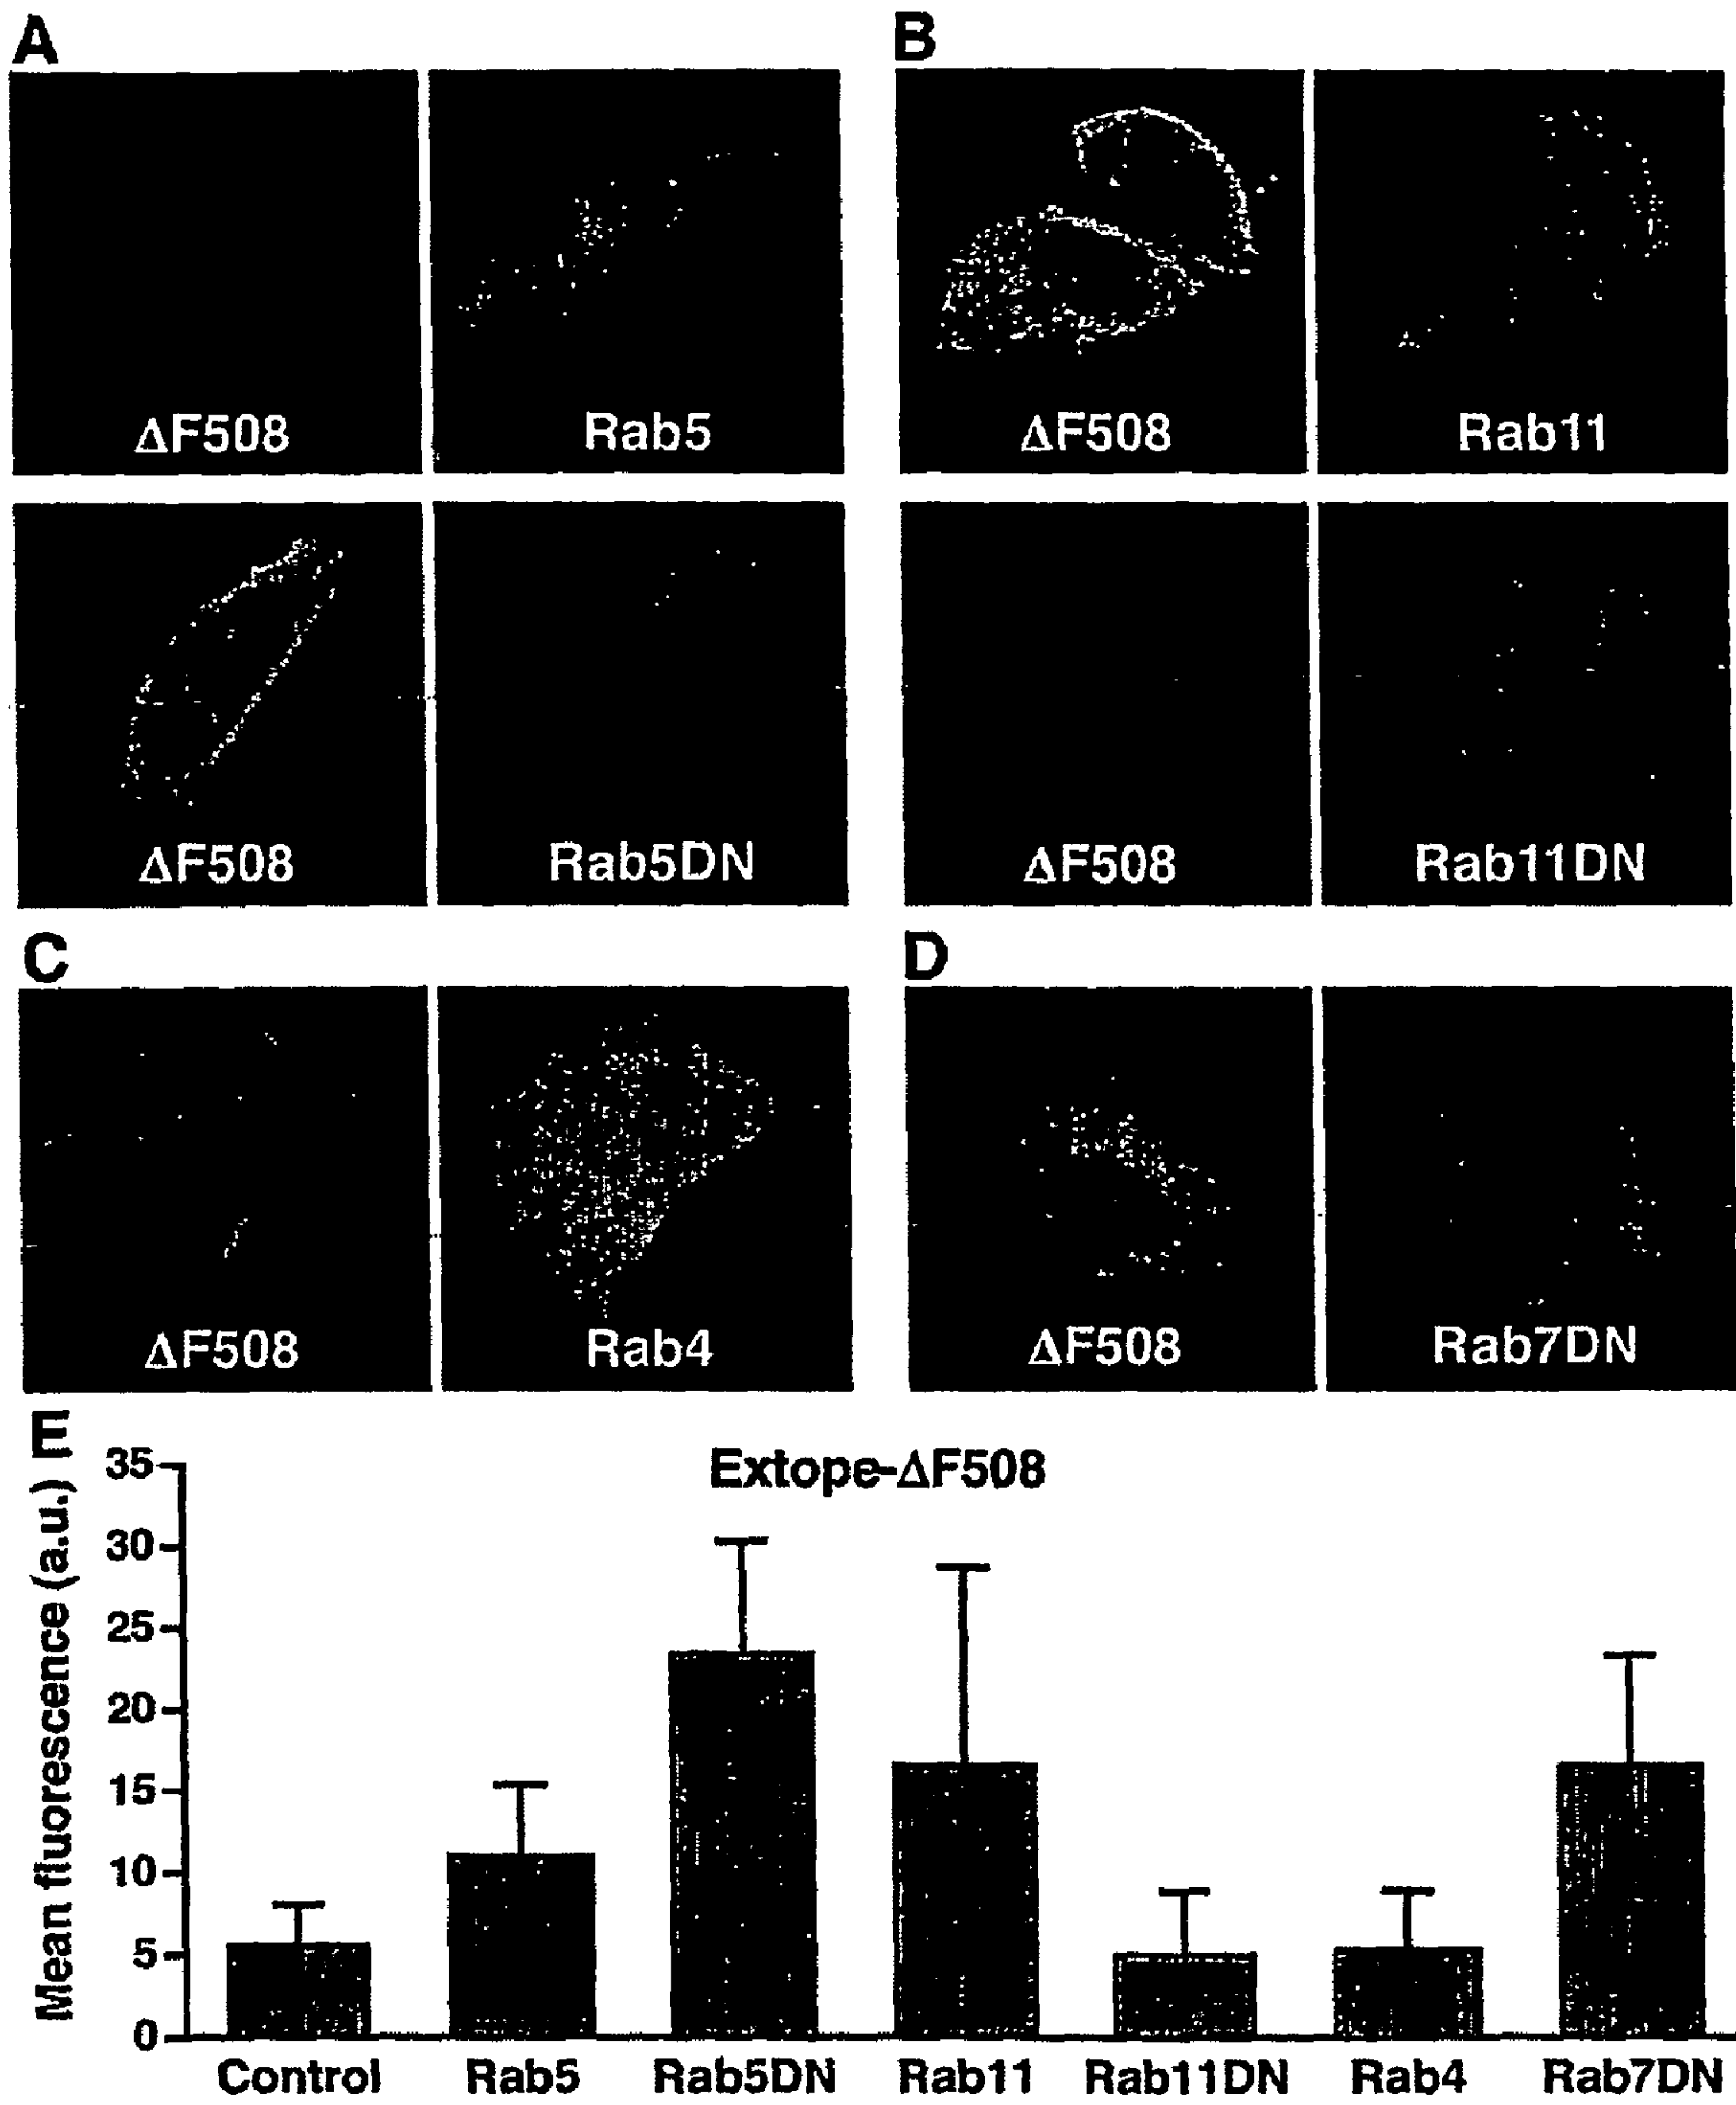 A B
ΔF508 Rab5 ΔF508 Rab11
ΔF508 Rab5DN ΔF508 Rab11DN
C D
ΔF508 Rab4 ΔF508 Rab7DN
E
Extope-ΔF508
Mean fluorescence (a.u.)
35
30
25
20
15
10
5
0
Control Rab5 Rab5DN Rab11 Rab11DN Rab4 Rab7DN